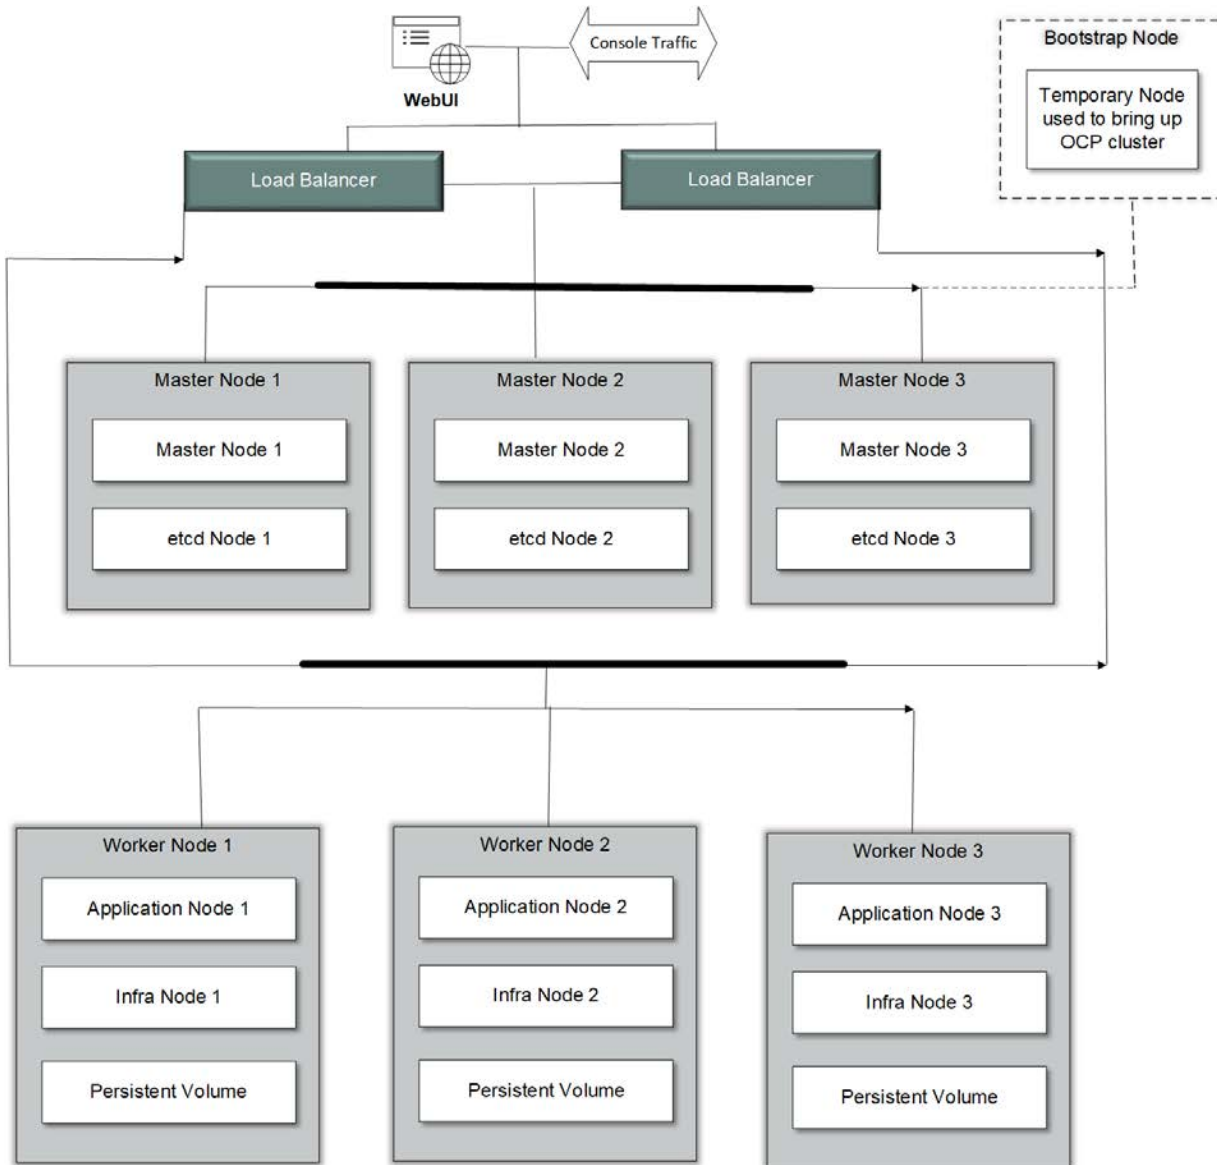 Console Traffic
WebUI
Bootstrap Node
Temporary Node
used to bring up
OCP cluster
Load Balancer
Load Balancer
Master Node 1
Master Node 1
etcd Node 1
Master Node 2
Master Node 2
etcd Node 2
Master Node 3
Master Node 3
etcd Node 3
Worker Node 1
Application Node 1
Infra Node 1
Persistent Volume
Worker Node 2
Application Node 2
Infra Node 2
Persistent Volume
Worker Node 3
Application Node 3
Infra Node 3
Persistent Volume